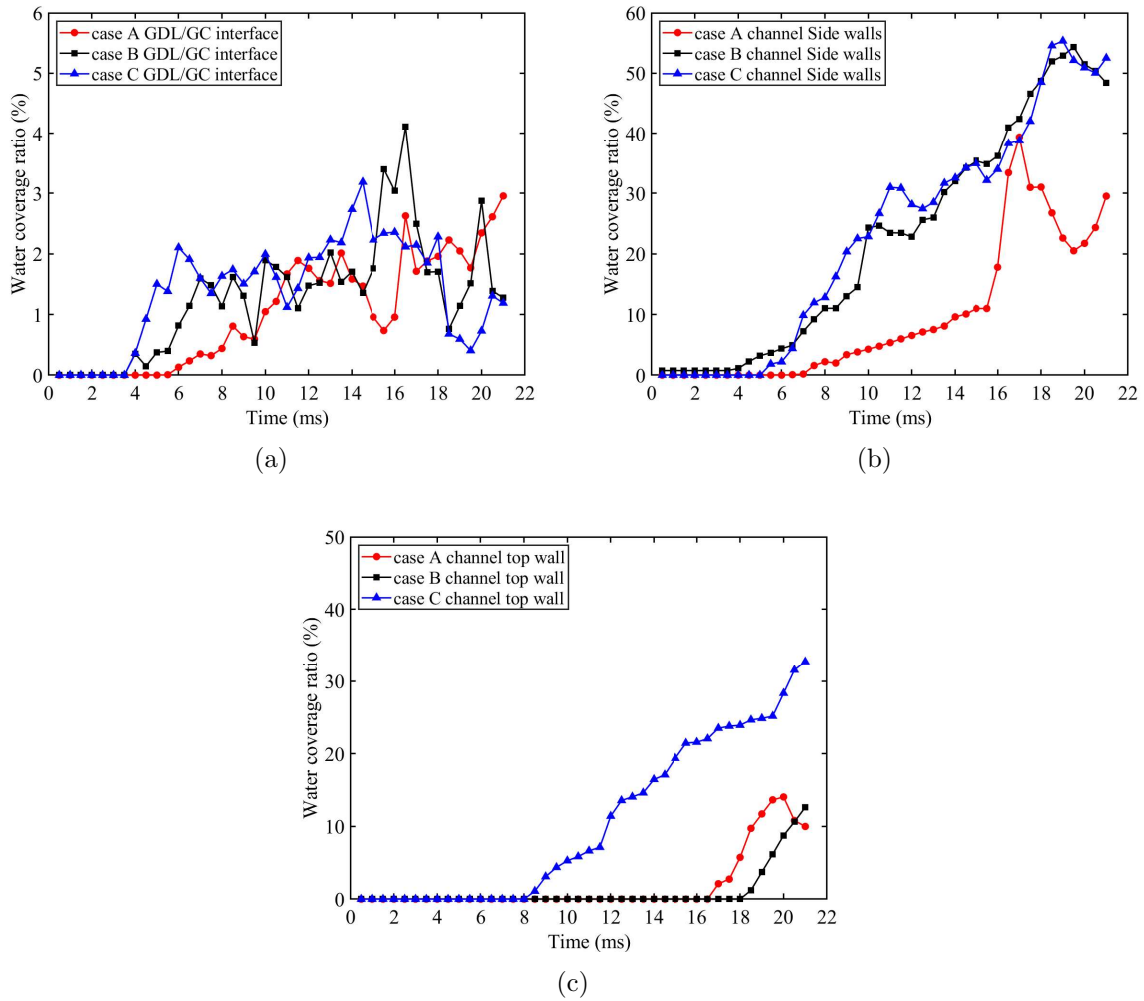 6
5
4
3
2
1
0
Water coverage ratio (%)
case A GDL/GC interface
case B GDL/GC interface
case C GDL/GC interface
0 2 4 6 8 10 12 14 16 18 20 22
Time (ms)
(a)
60
50
40
30
20
10
0
Water coverage ratio (%)
case A channel Side walls
case B channel Side walls
case C channel Side walls
0 2 4 6 8 10 12 14 16 18 20 22
Time (ms)
(b)
50
40
30
20
10
0
Water coverage ratio (%)
case A channel top wall
case B channel top wall
case C channel top wall
0 2 4 6 8 10 12 14 16 18 20 22
Time (ms)
(c)